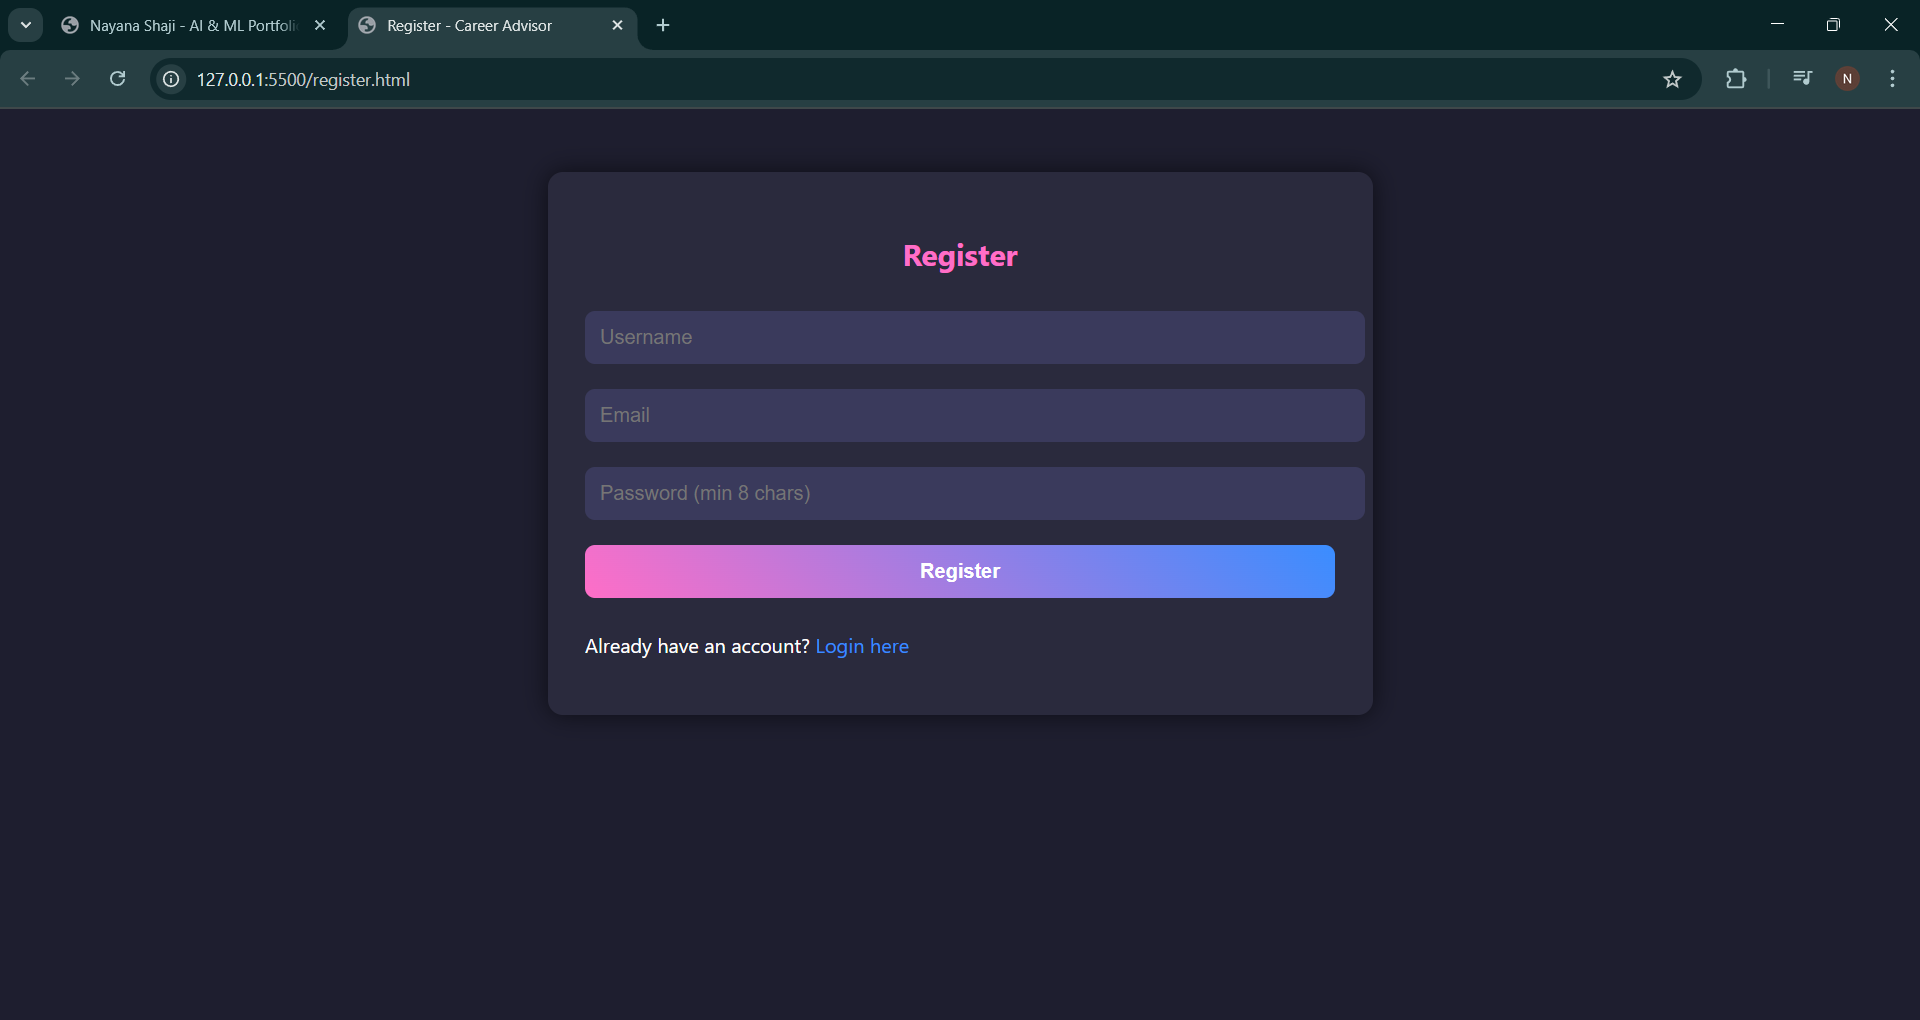 Nayana Shaji - AI & ML Portfoli
Register - Career Advisor
127.0.0.1:5500/register.html
N
Register
Username
Email
Password (min 8 chars)
Register
Already have an account? Login here